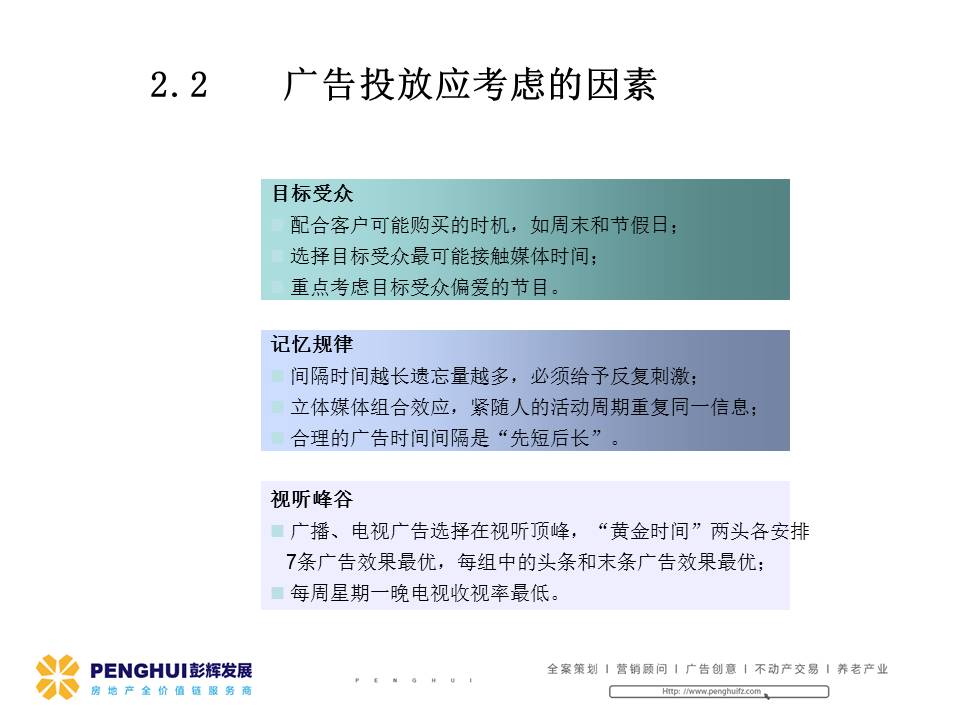 2.2 广告投放应考虑的因素
目标受众
配合客户可能购买的时机，如周末和节假日；
选择目标受众最可能接触媒体时间；
重点考虑目标受众偏爱的节目。
记忆规律
间隔时间越长遗忘量越多，必须给予反复刺激；
立体媒体组合效应，紧随人的活动周期重复同一信息；
合理的广告时间间隔是“先短后长”。
视听峰谷
广播、电视广告选择在视听顶峰，“黄金时间”两头各安排
7条广告效果最优，每组中的头条和末条广告效果最优；
每周星期一晚电视收视率最低。
PENGHUI彭辉发展
房地产全价值链服务商
PENGHUI
全案策划 | 营销顾问 | 广告创意 | 不动产交易 | 养老产业
Http: //www.penghuifz.com